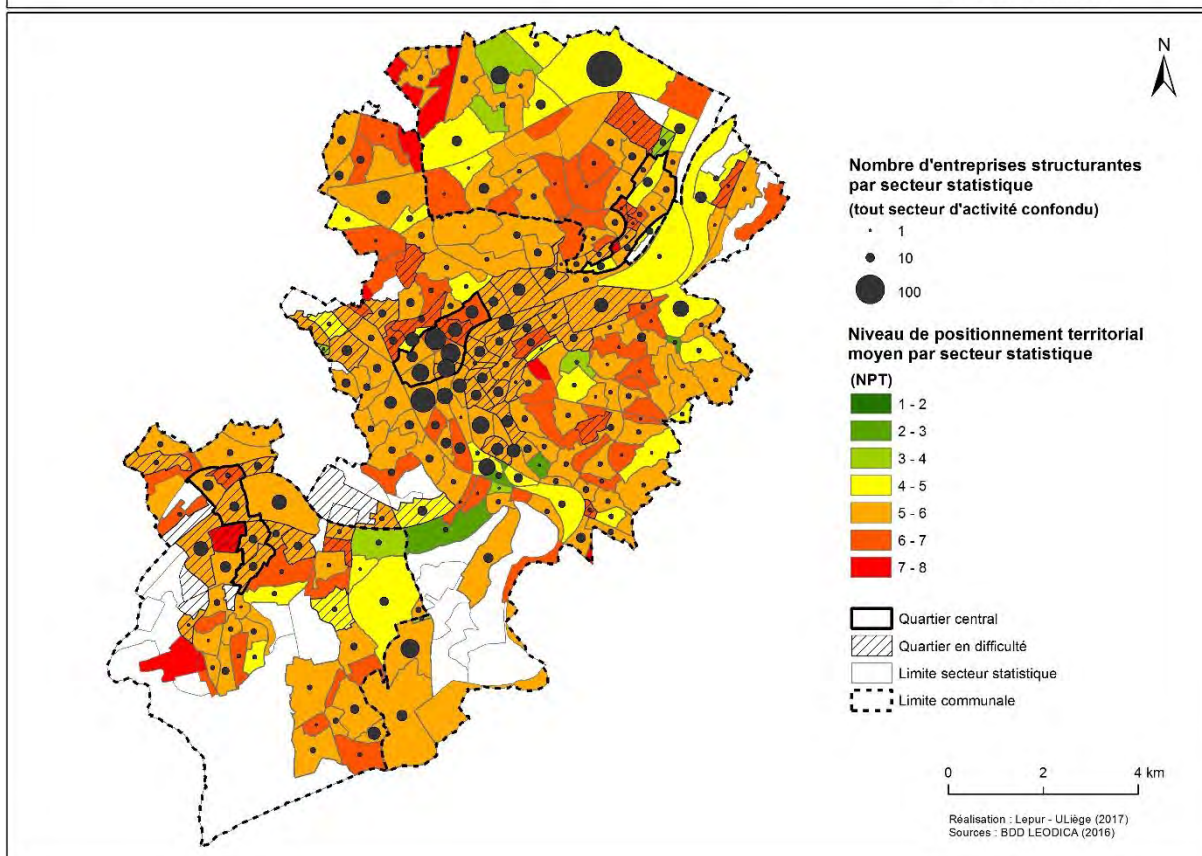 N
Nombre d'entreprises structurantes
par secteur statistique
(tout secteur d'activité confondu)
1
10
100
Niveau de positionnement territorial
moyen par secteur statistique
(NPT)
1 - 2
2 - 3
3 - 4
4 - 5
5 - 6
6 - 7
7 - 8
Quartier central
Quartier en difficulté
Limite secteur statistique
Limite communale
0 2 4 km
Réalisation : Lepur - ULiège (2017)
Sources : BDD LEODICA (2016)